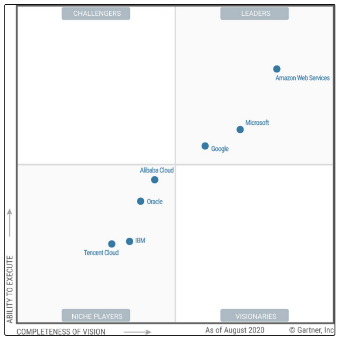 CHALLENGERS
LEADERS
Amazon Web Services
Microsoft
Google
Alibaba Cloud
Oracle
IBM
Tencent Cloud
NICHE PLAYERS
VISIONARIES
ABILITY TO EXECUTE
COMPLETENESS OF VISION
As of August 2020
© Gartner, Inc